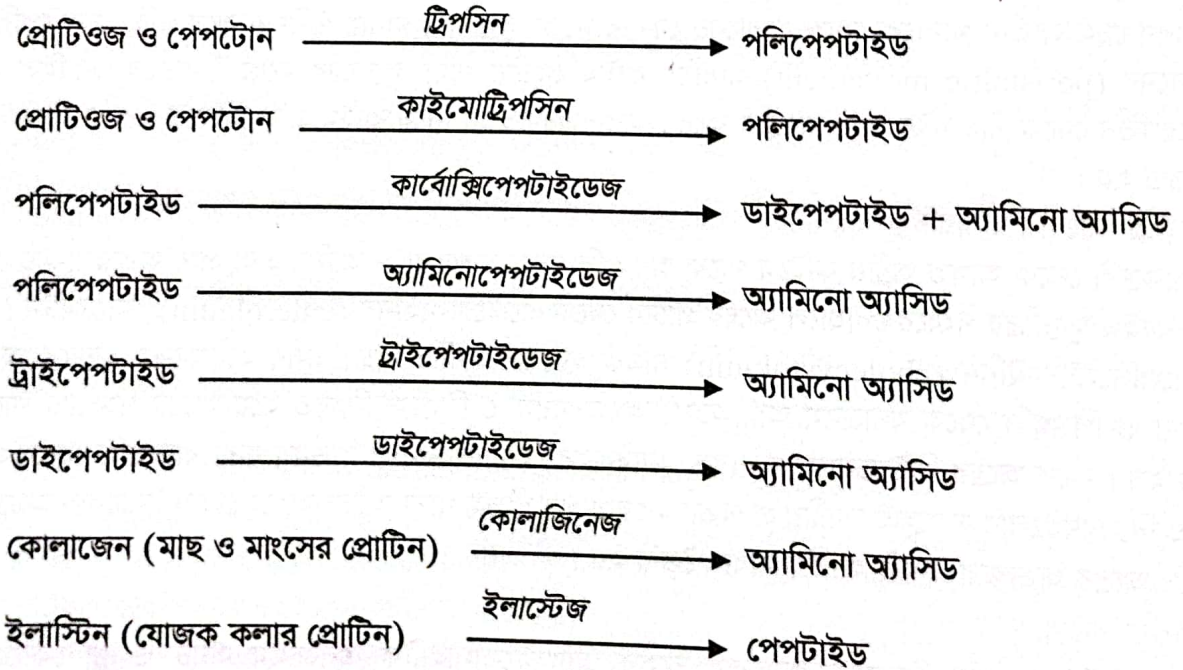 প্রোটিওজ ও পেপটোন ট্রিপসিন পলিপেপটাইড
প্রোটিওজ ও পেপটোন কাইমোট্রিপসিন পলিপেপটাইড
পলিপেপটাইড কার্বোক্সিপেপটাইডেজ ডাইপেপটাইড + অ্যামিনো অ্যাসিড
পলিপেপটাইড অ্যামিনোপেপটাইডেজ অ্যামিনো অ্যাসিড
ট্রাইপেপটাইড ট্রাইপেপটাইডেজ অ্যামিনো অ্যাসিড
ডাইপেপটাইড ডাইপেপটাইডেজ অ্যামিনো অ্যাসিড
কোলাজেন (মাছ ও মাংসের প্রোটিন) কোলাজিনেজ অ্যামিনো অ্যাসিড
ইলাস্টিন (যোজক কলার প্রোটিন) ইলাস্টেজ পেপটাইড